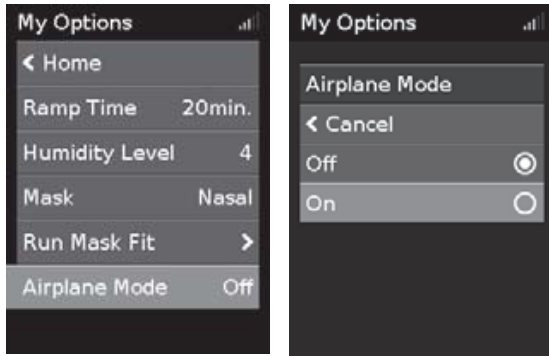 My Options
< Home
Ramp Time 20min.
Humidity Level 4
Mask Nasal
Run Mask Fit >
Airplane Mode Off
My Options
Airplane Mode
< Cancel
Off
On